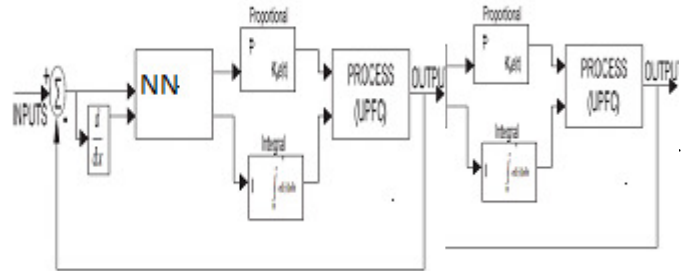 Proportional
P
INPUTS
+
Σ
-
d
dx
NN
PROCESS
(UPFC)
OUTPUT
Integral
I
Proportional
P
PROCESS
(UPFC)
OUTPUT
Integral
I